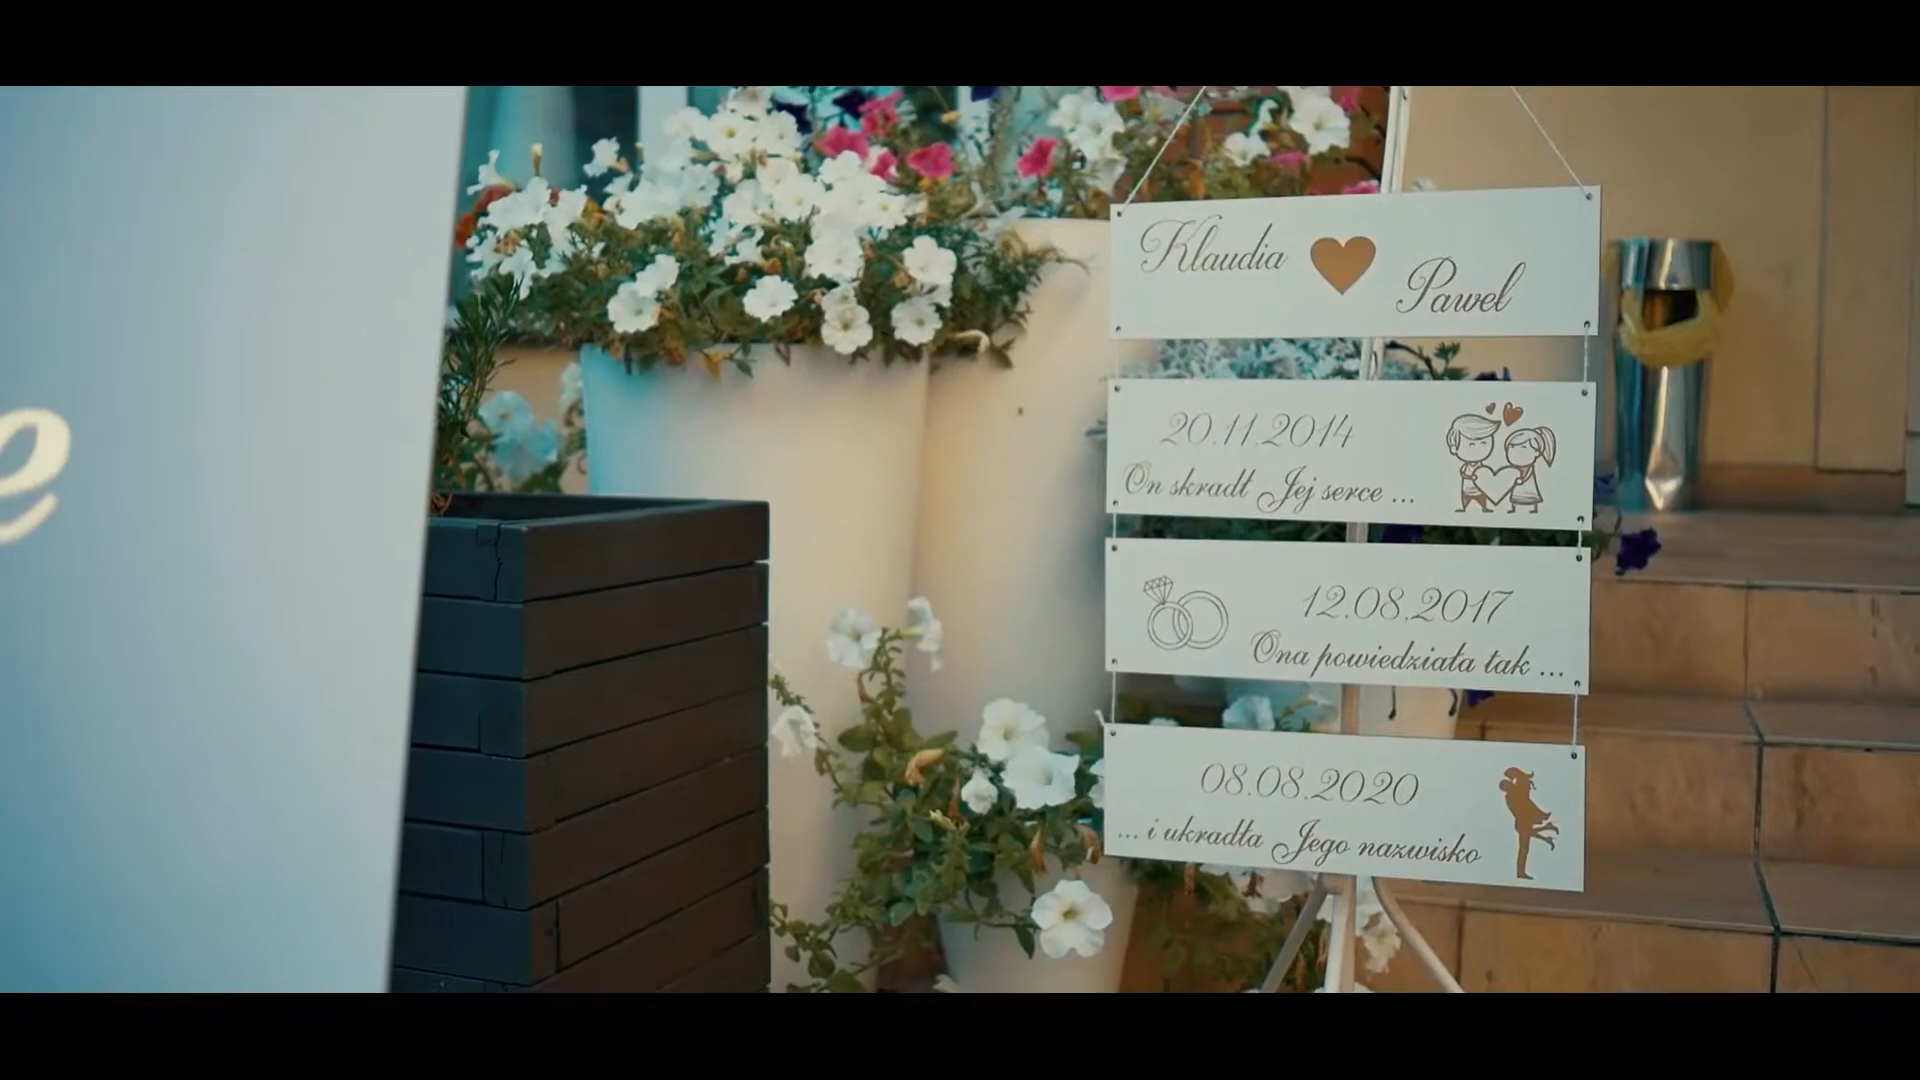 e
Klaudia
Paweł
20.11.2014
On skradł Jej serce ...
12.08.2017
Ona powiedziała tak ...
08.08.2020
... i ukradła Jego nazwisko